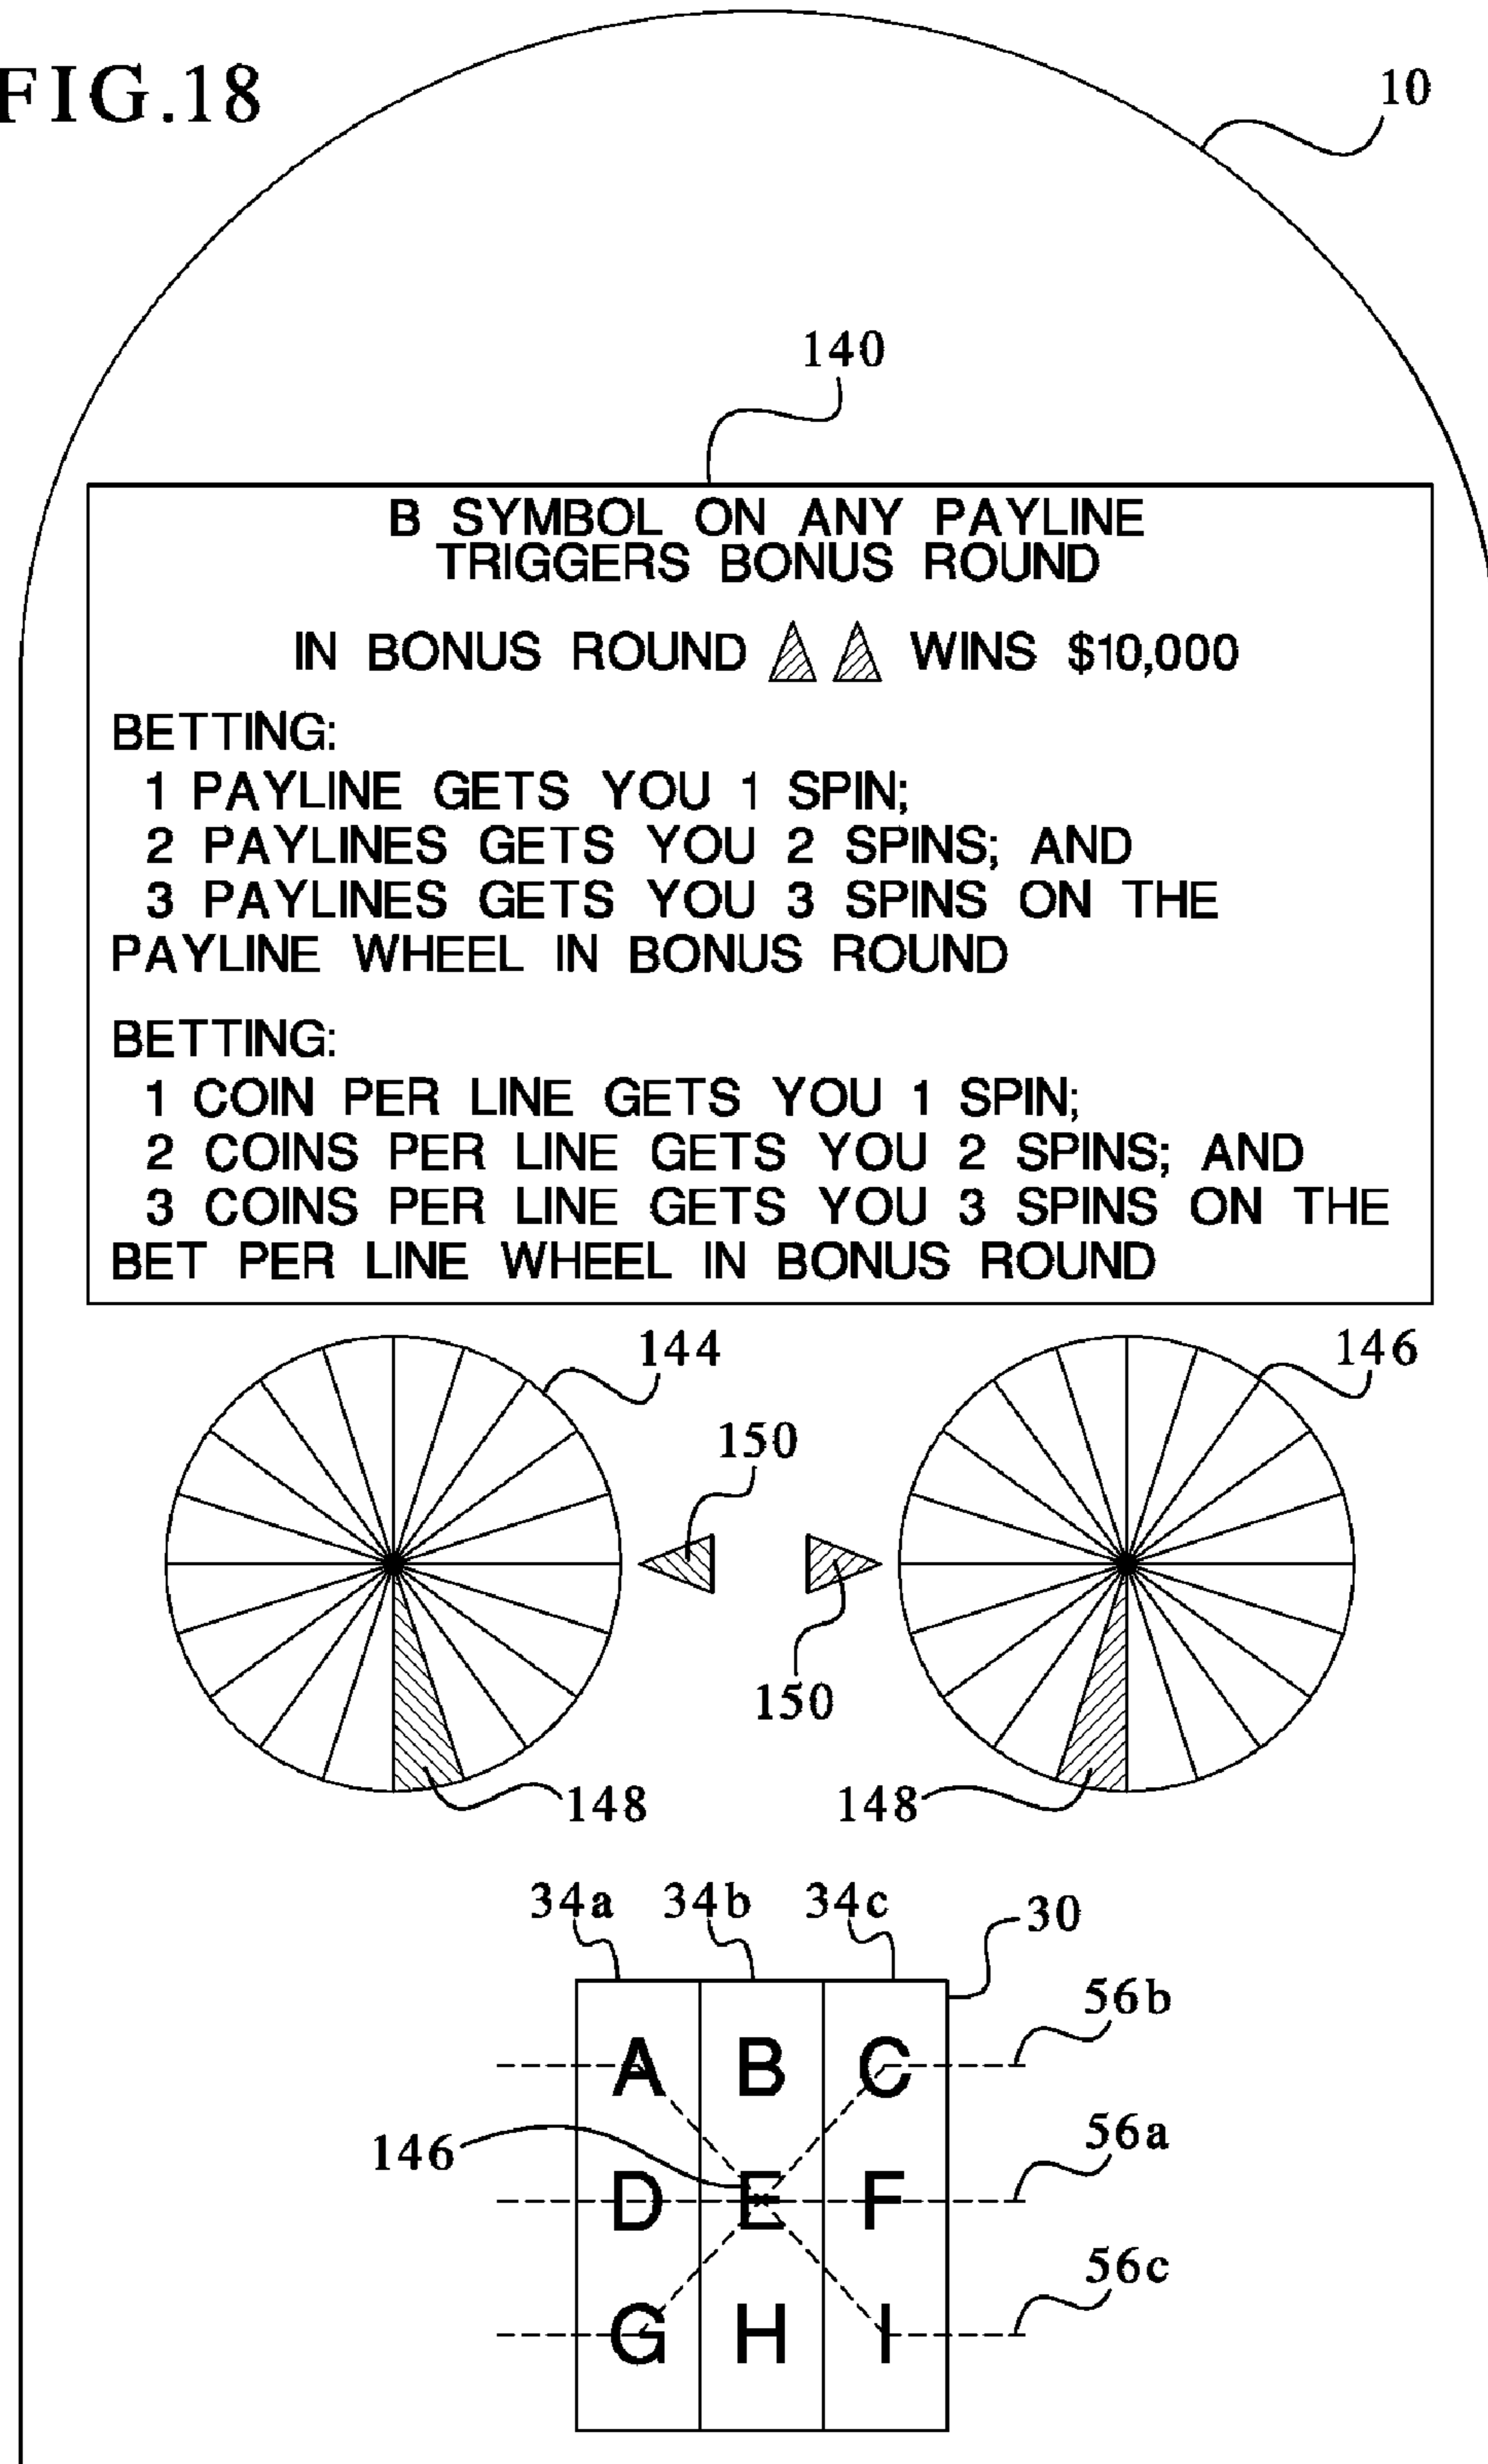 FIG.18
10
140
B SYMBOL ON ANY PAYLINE
TRIGGERS BONUS ROUND
IN BONUS ROUND WINS $10,000
BETTING:
1 PAYLINE GETS YOU 1 SPIN;
2 PAYLINES GETS YOU 2 SPINS; AND
3 PAYLINES GETS YOU 3 SPINS ON THE
PAYLINE WHEEL IN BONUS ROUND
BETTING:
1 COIN PER LINE GETS YOU 1 SPIN;
2 COINS PER LINE GETS YOU 2 SPINS; AND
3 COINS PER LINE GETS YOU 3 SPINS ON THE
BET PER LINE WHEEL IN BONUS ROUND
144
146
150
150
148
148
34a 34b 34c 30
56b
A B C
146
56a
D E F
56c
G H I